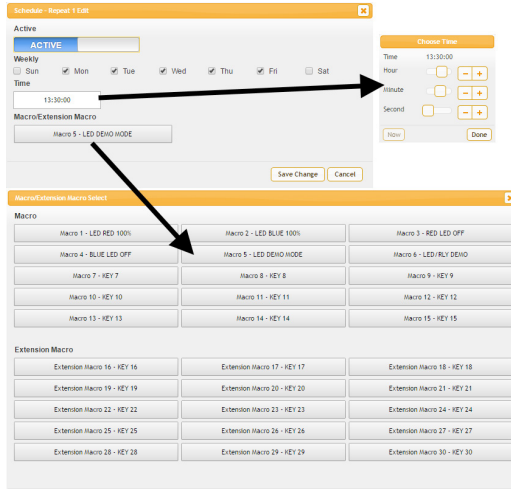 Schedule - Repeat 1 Edit
Active
ACTIVE
Weekly
Sun Mon Tue Wed Thu Fri Sat
Time
13:30:00
Macro/Extension Macro
Macro 5 - LED DEMO MODE
Save Change Cancel
Choose Time
Time 13:30:00
Hour - +
Minute - +
Second - +
Now Done
Macro/Extension Macro Select
Macro
Macro 1 - LED RED 100% Macro 2 - LED BLUE 100% Macro 3 - RED LED OFF
Macro 4 - BLUE LED OFF Macro 5 - LED DEMO MODE Macro 6 - LED/RLY DEMO
Macro 7 - KEY 7 Macro 8 - KEY 8 Macro 9 - KEY 9
Macro 10 - KEY 10 Macro 11 - KEY 11 Macro 12 - KEY 12
Macro 13 - KEY 13 Macro 14 - KEY 14 Macro 15 - KEY 15
Extension Macro
Extension Macro 16 - KEY 16 Extension Macro 17 - KEY 17 Extension Macro 18 - KEY 18
Extension Macro 19 - KEY 19 Extension Macro 20 - KEY 20 Extension Macro 21 - KEY 21
Extension Macro 22 - KEY 22 Extension Macro 23 - KEY 23 Extension Macro 24 - KEY 24
Extension Macro 25 - KEY 25 Extension Macro 26 - KEY 26 Extension Macro 27 - KEY 27
Extension Macro 28 - KEY 28 Extension Macro 29 - KEY 29 Extension Macro 30 - KEY 30